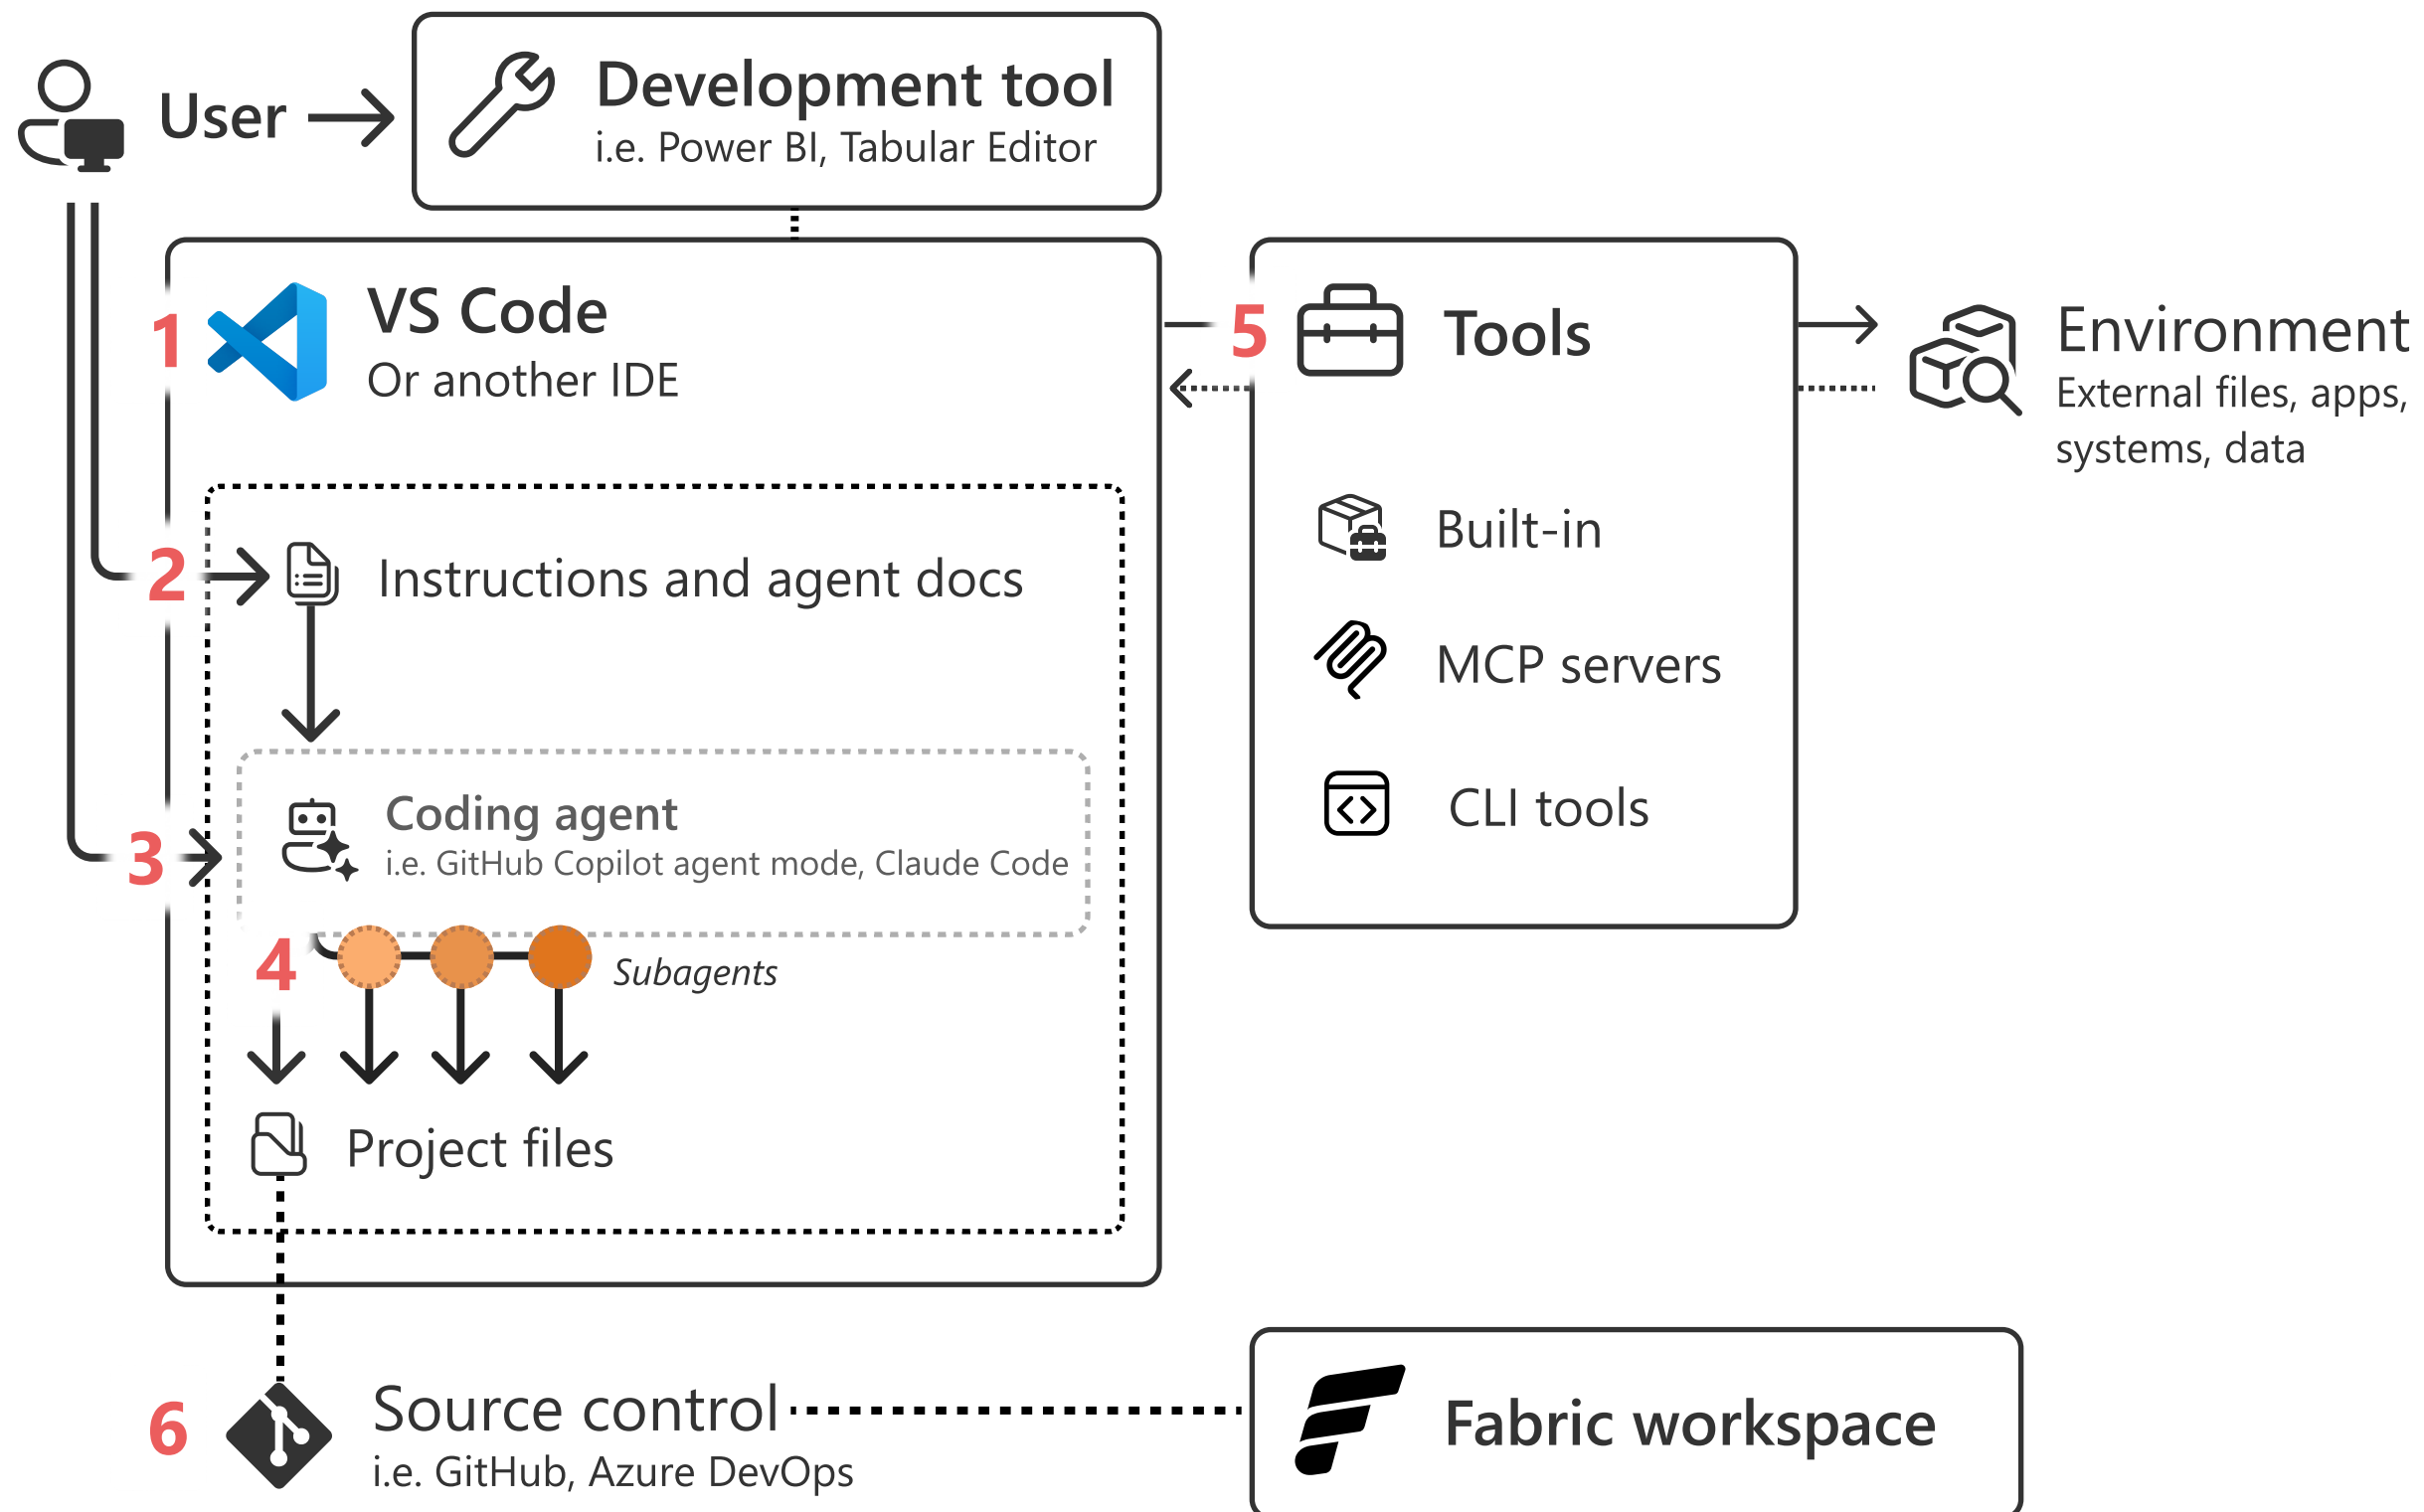 User
Development tool
i.e. Power BI, Tabular Editor
1
VS Code
Or another IDE
5
Tools
Environment
External files, apps,
systems, data
Built-in
2
Instructions and agent docs
MCP servers
3
Coding agent
i.e. GitHub Copilot agent mode, Claude Code
CLI tools
4
Subagents
Project files
6
Source control
i.e. GitHub, Azure DevOps
Fabric workspace